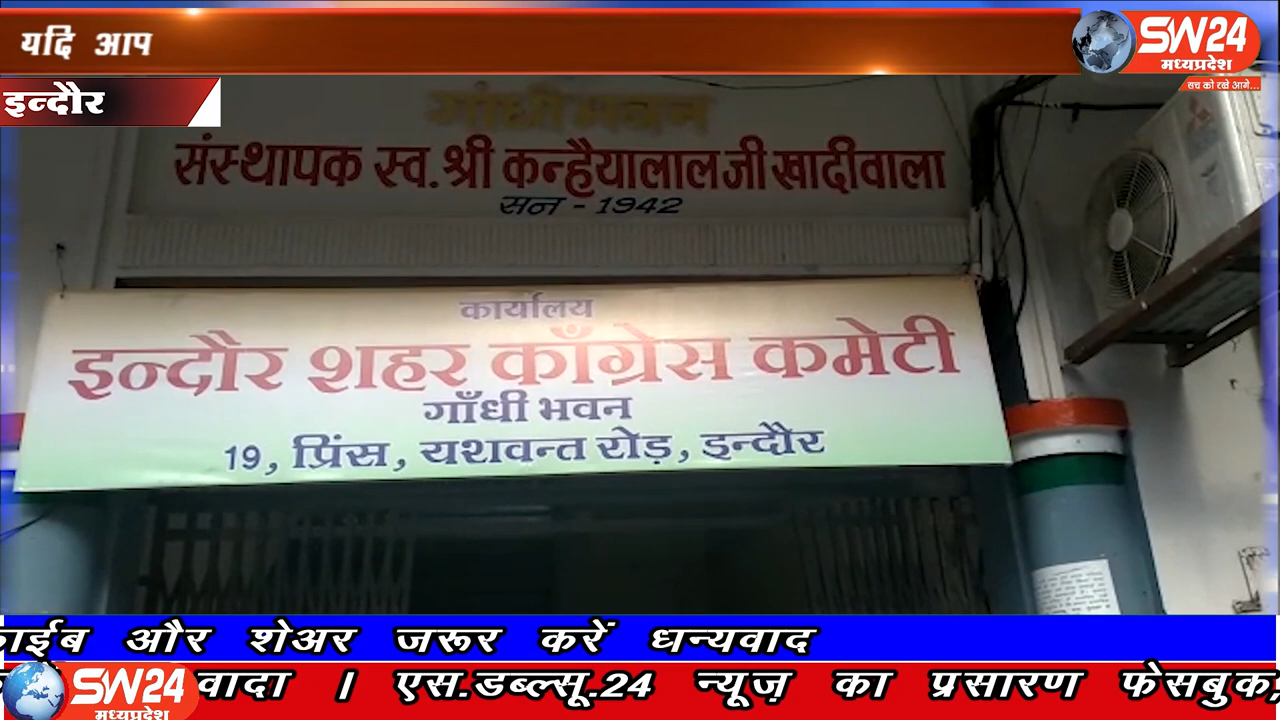 यदि आप
SW24
मध्यप्रदेश
सच को रखे आगे...
इन्दौर
गांधी भवन
संस्थापक स्व. श्री कन्हैयालाल जी खादीवाला
सन - 1942
कार्यालय
इन्दौर शहर काँग्रेस कमेटी
गाँधी भवन
19, प्रिंस, यशवन्त रोड़, इन्दौर
और शेअर जरूर करें धन्यवाद
SW24
मध्यप्रदेश
वादा । एस.डब्ल्सू.24 न्यूज़ का प्रसारण फेसबुक,